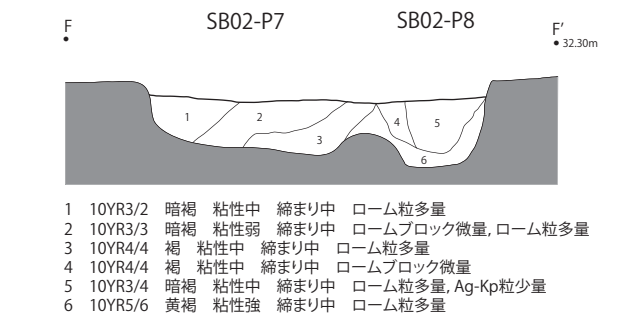 SB02-P7 SB02-P8
F F’
32.30m
1 2 3 4 5 6
1 10YR3/2 暗褐 粘性中 締まり中 ローム粒多量
2 10YR3/3 暗褐 粘性弱 締まり中 ロームブロック微量, ローム粒多量
3 10YR4/4 褐 粘性中 締まり中 ローム粒多量
4 10YR4/4 褐 粘性中 締まり中 ロームブロック微量
5 10YR3/4 暗褐 粘性中 締まり中 ローム粒多量, Ag-Kp粒少量
6 10YR5/6 黄褐 粘性強 締まり中 ローム粒多量